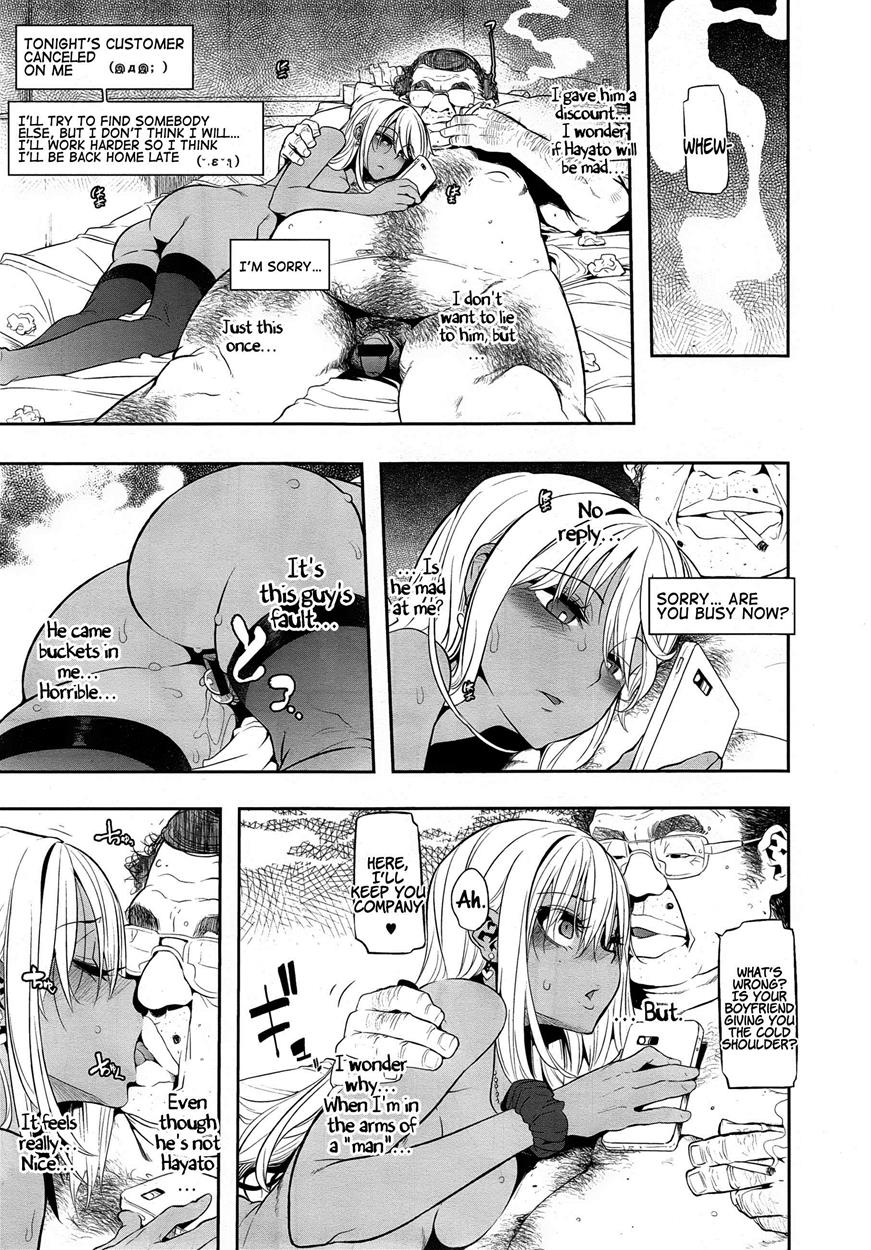 WHEW-
TONIGHT'S CUSTOMER
CANCELED
ON ME
I'LL TRY TO FIND SOMEBODY
ELSE, BUT I DON'T THINK I WILL...
I'LL WORK HARDER SO I THINK
I'LL BE BACK HOME LATE
I gave him a
discount...
I wonder
if Hayato will
be mad...
I'M SORRY...
I don't
want to lie
to him, but
...
Just this
once...
SORRY... ARE
YOU BUSY NOW?
No
reply...
... Is
he mad
at me?
It's
this guy's
fault...
He came
buckets in
me...
Horrible...
WHAT'S
WRONG?
IS YOUR
BOYFRIEND
GIVING YOU
THE COLD
SHOULDER?
HERE,
I'LL
KEEP YOU
COMPANY
♥
Ah.
... But.
I wonder
why...
When I'm in
the arms of
a "man"...
Even
though
he's not
Hayato
...
It feels
really...
Nice...